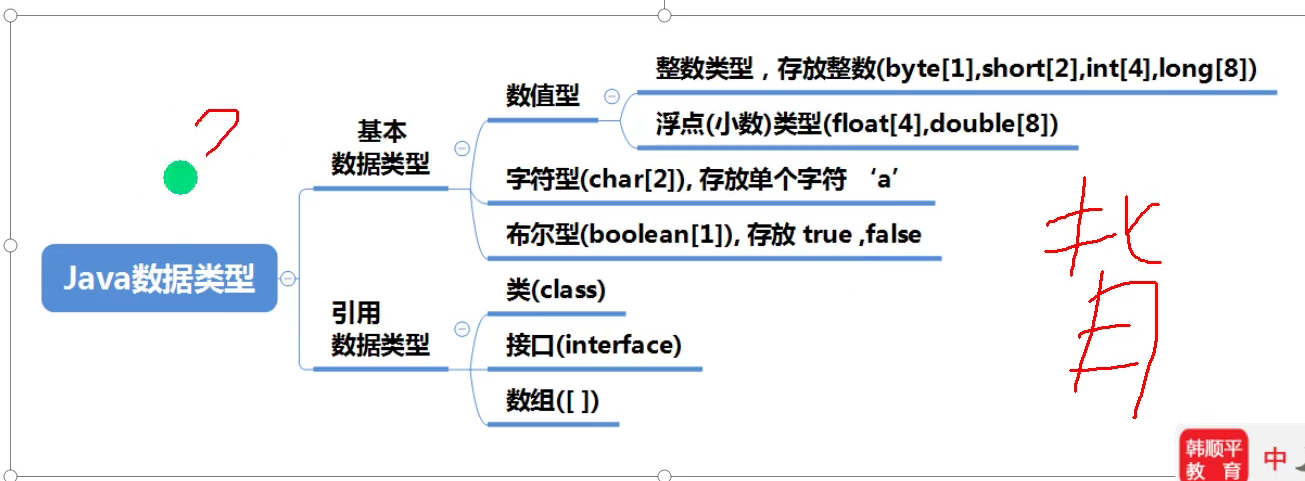 整数类型，存放整数(byte[1],short[2],int[4],long[8])
数值型
浮点(小数)类型(float[4],double[8])
基本
数据类型
字符型(char[2]), 存放单个字符 ‘a’
布尔型(boolean[1]), 存放 true ,false
Java数据类型
类(class)
引用
数据类型
接口(interface)
数组([ ])
?
背
韩顺平
教 育
中